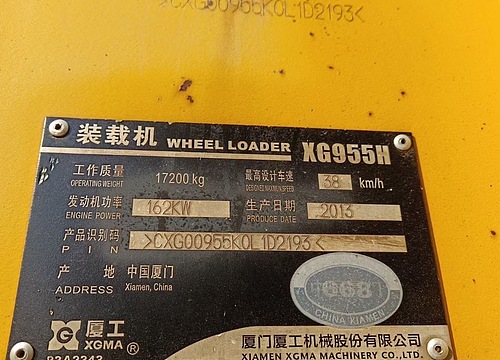 >CXG00955K0L1D2193<
装载机 WHEEL LOADER XG955H
工作质量 17200kg 最高设计车速 38 km/h
OPERATING WEIGHT DESIGNED MAXIMUM SPEED
发动机功率 162KW 生产日期 2013
ENGINE POWER PRODUCE DATE
产品识别码 >CXG00955K0L1D2193<
PIN
产地 中国厦门
ADDRESS Xiamen, China
CHINA XIAMEN
厦工
XGMA ®
厦门厦工机械股份有限公司
XIAMEN XGMA MACHINERY CO.,LTD.